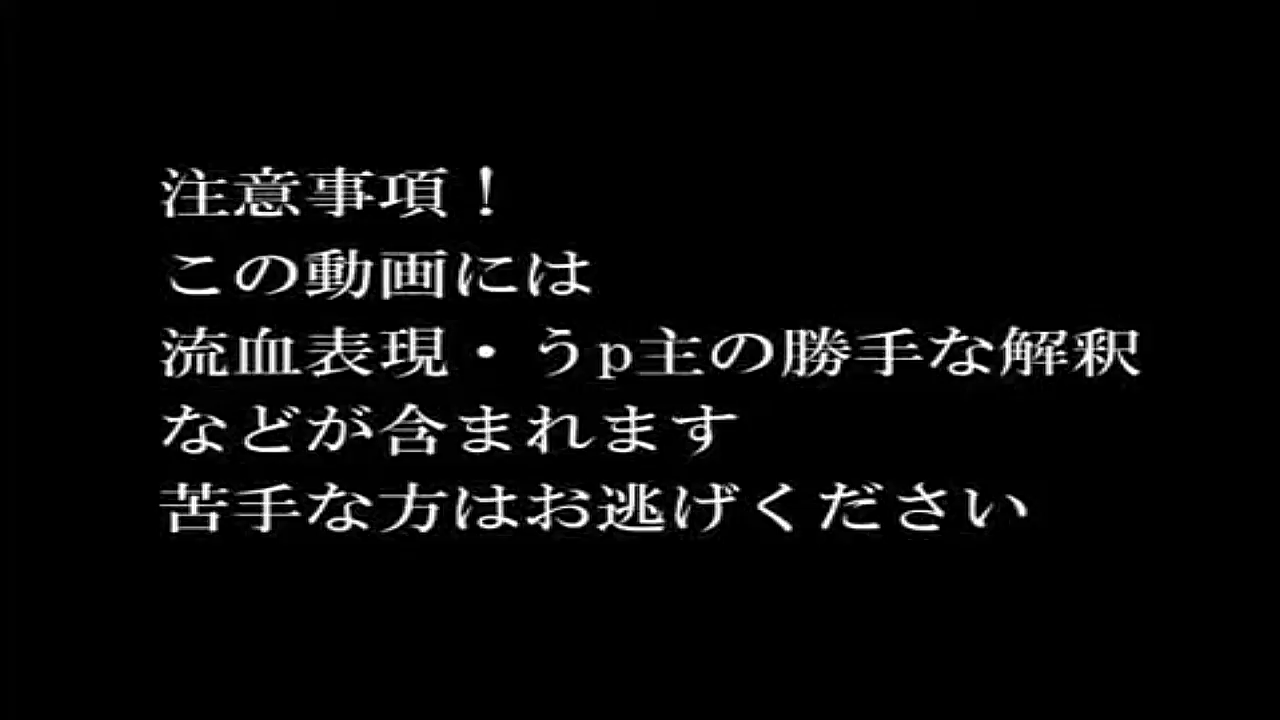 注意事項！
この動画には
流血表現・うp主の勝手な解釈
などが含まれます
苦手な方はお逃げください